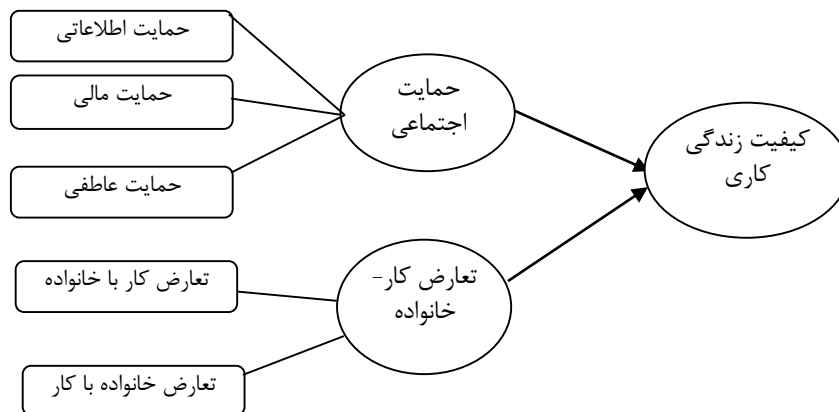 حمایت اطلاعاتی
حمایت مالی
حمایت عاطفی
حمایت
اجتماعی
کیفیت زندگی
کاری
تعارض کار با خانواده
تعارض کار–
خانواده
تعارض خانواده با کار